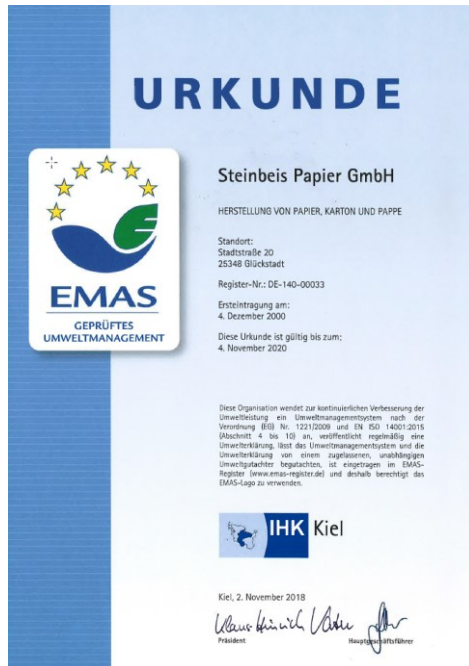 URKUNDE
EMAS
GEPRÜFTES
UMWELTMANAGEMENT
Steinbeis Papier GmbH
HERSTELLUNG VON PAPIER, KARTON UND PAPPE
Standort:
Stadtstraße 20
25348 Glückstadt
Register-Nr.: DE-140-00033
Ersteintragung am:
4. Dezember 2000
Diese Urkunde ist gültig bis zum:
4. November 2020
Diese Organisation wendet zur kontinuierlichen Verbesserung der
Umweltleistung ein Umweltmanagementsystem nach der
Verordnung (EG) Nr. 1221/2009 und EN ISO 14001:2015
(Abschnitt 4 bis 10) an, veröffentlicht regelmäßig eine
Umwelterklärung, lässt das Umweltmanagementsystem und die
Umwelterklärung von einem zugelassenen, unabhängigen
Umweltgutachter begutachten, ist eingetragen im EMAS-
Register (www.emas-register.de) und deshalb berechtigt das
EMAS-Logo zu verwenden.
IHK Kiel
Kiel, 2. November 2018
Klaus-Hinrich Vater
Präsident
Hauptgeschäftsführer